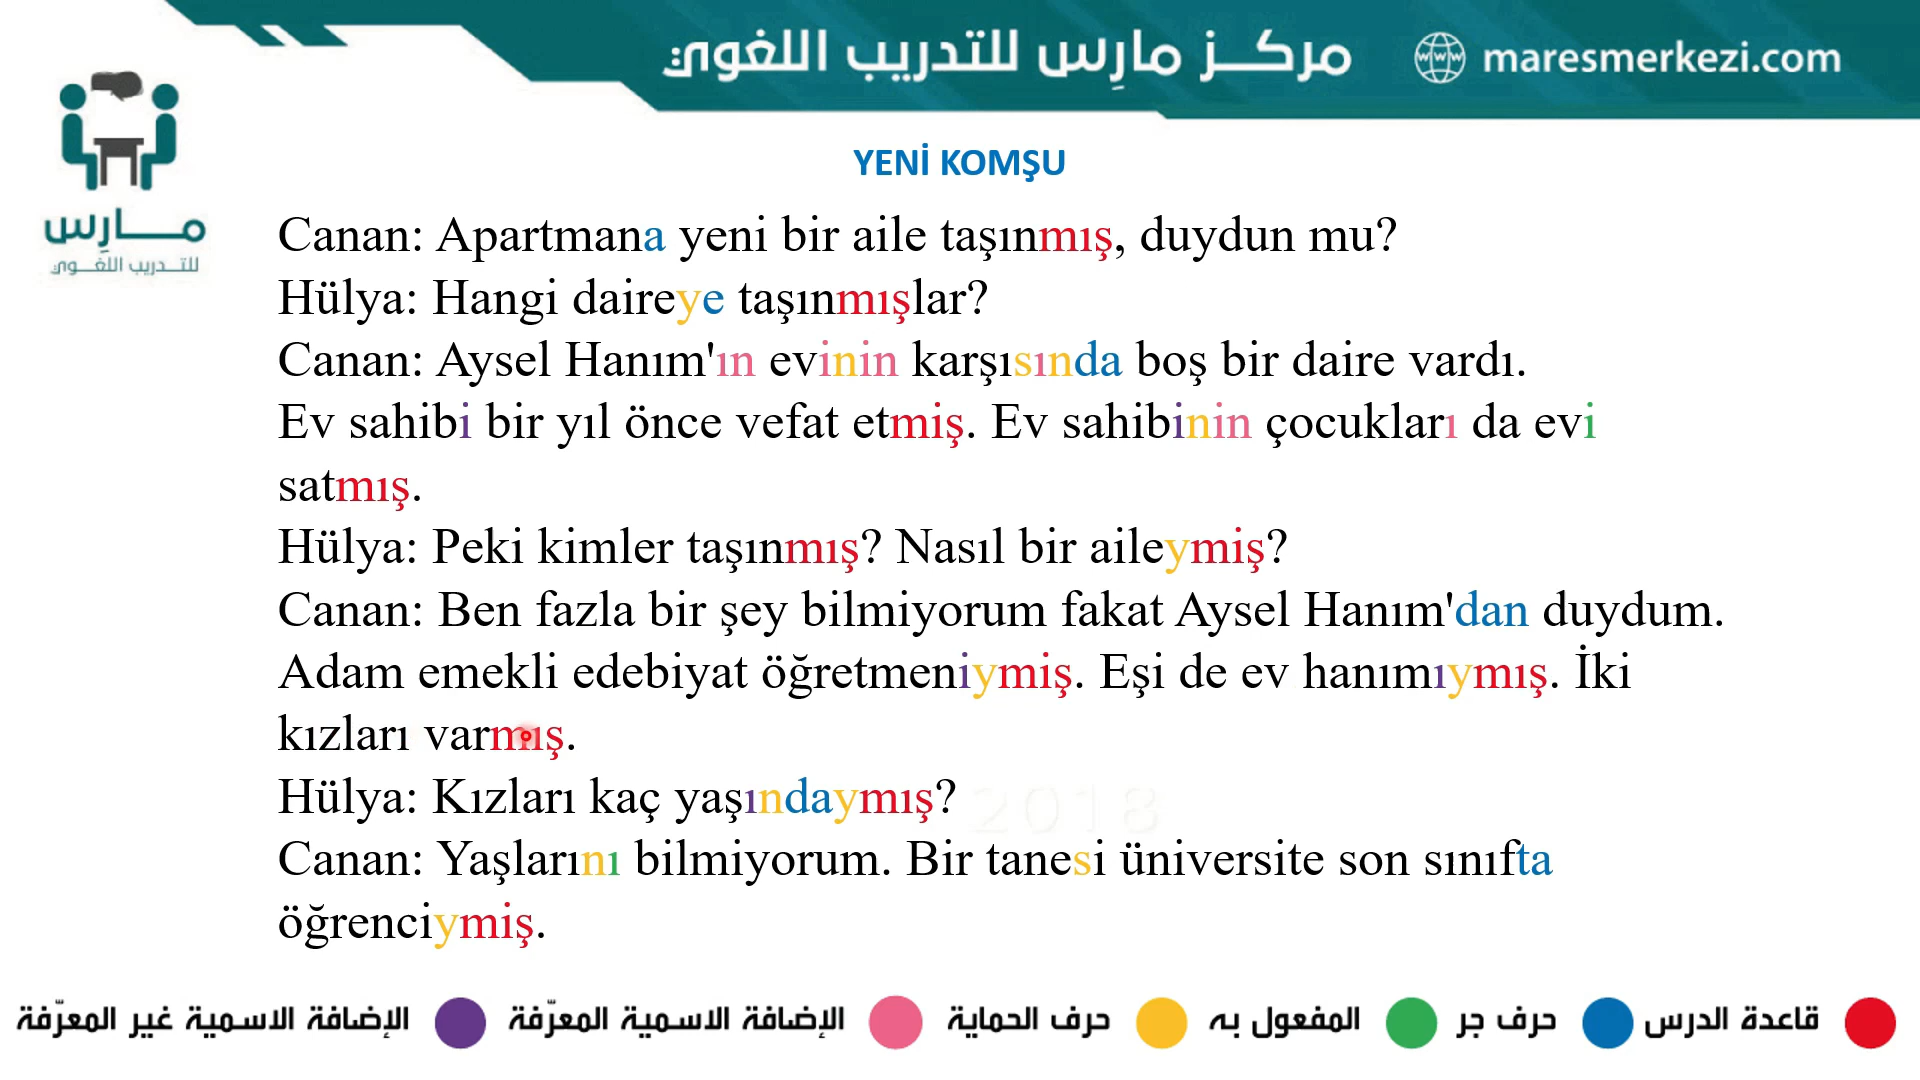 مركز مارِس للتدريب اللغوي
www
maresmerkezi.com
مارِس
للتدريب اللغوي
YENİ KOMŞU
Canan: Apartmana yeni bir aile taşınmış, duydun mu?
Hülya: Hangi daireye taşınmışlar?
Canan: Aysel Hanım'ın evinin karşısında boş bir daire vardı.
Ev sahibi bir yıl önce vefat etmiş. Ev sahibinin çocukları da evi
satmış.
Hülya: Peki kimler taşınmış? Nasıl bir aileymiş?
Canan: Ben fazla bir şey bilmiyorum fakat Aysel Hanım'dan duydum.
Adam emekli edebiyat öğretmeniymiş. Eşi de ev hanımıymış. İki
kızları varmış.
Hülya: Kızları kaç yaşındaymış?
2018
Canan: Yaşlarını bilmiyorum. Bir tanesi üniversite son sınıfta
öğrenciymiş.
قاعدة الدرس حرف جر المفعول به حرف الحماية الإضافة الاسمية المعرّفة الإضافة الاسمية غير المعرّفة